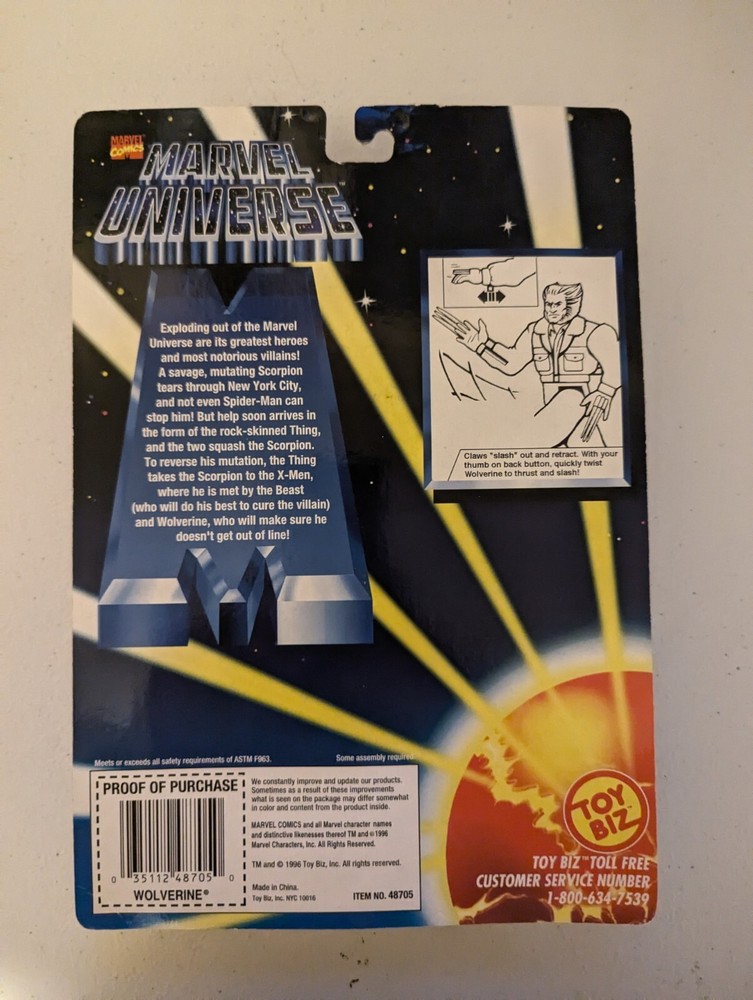 MARVEL
COMICS
MARVEL
UNIVERSE™
Exploding out of the Marvel
Universe are its greatest heroes
and most notorious villains!
A savage, mutating Scorpion
tears through New York City,
and not even Spider-Man can
stop him! But help soon arrives in
the form of the rock-skinned Thing,
and the two squash the Scorpion.
To reverse his mutation, the Thing
takes the Scorpion to the X-Men,
where he is met by the Beast
(who will do his best to cure the villain)
and Wolverine, who will make sure he
doesn't get out of line!
Claws "slash" out and retract. With your
thumb on back button, quickly twist
Wolverine to thrust and slash!
Meets or exceeds all safety requirements of ASTM F963.
Some assembly required.
PROOF OF PURCHASE
0 35112 48705 0
WOLVERINE®
We constantly improve and update our products.
Sometimes as a result of these improvements
what is seen on the package may differ somewhat
in color and content from the product inside.
MARVEL COMICS and all Marvel character names
and distinctive likenesses thereof TM and © 1996
Marvel Characters, Inc. All Rights Reserved.
TM and © 1996 Toy Biz, Inc. All rights reserved.
Made in China.
Toy Biz, Inc. NYC 10016
ITEM NO. 48705
TOY
BIZ
TOY BIZ™ TOLL FREE
CUSTOMER SERVICE NUMBER
1-800-634-7539